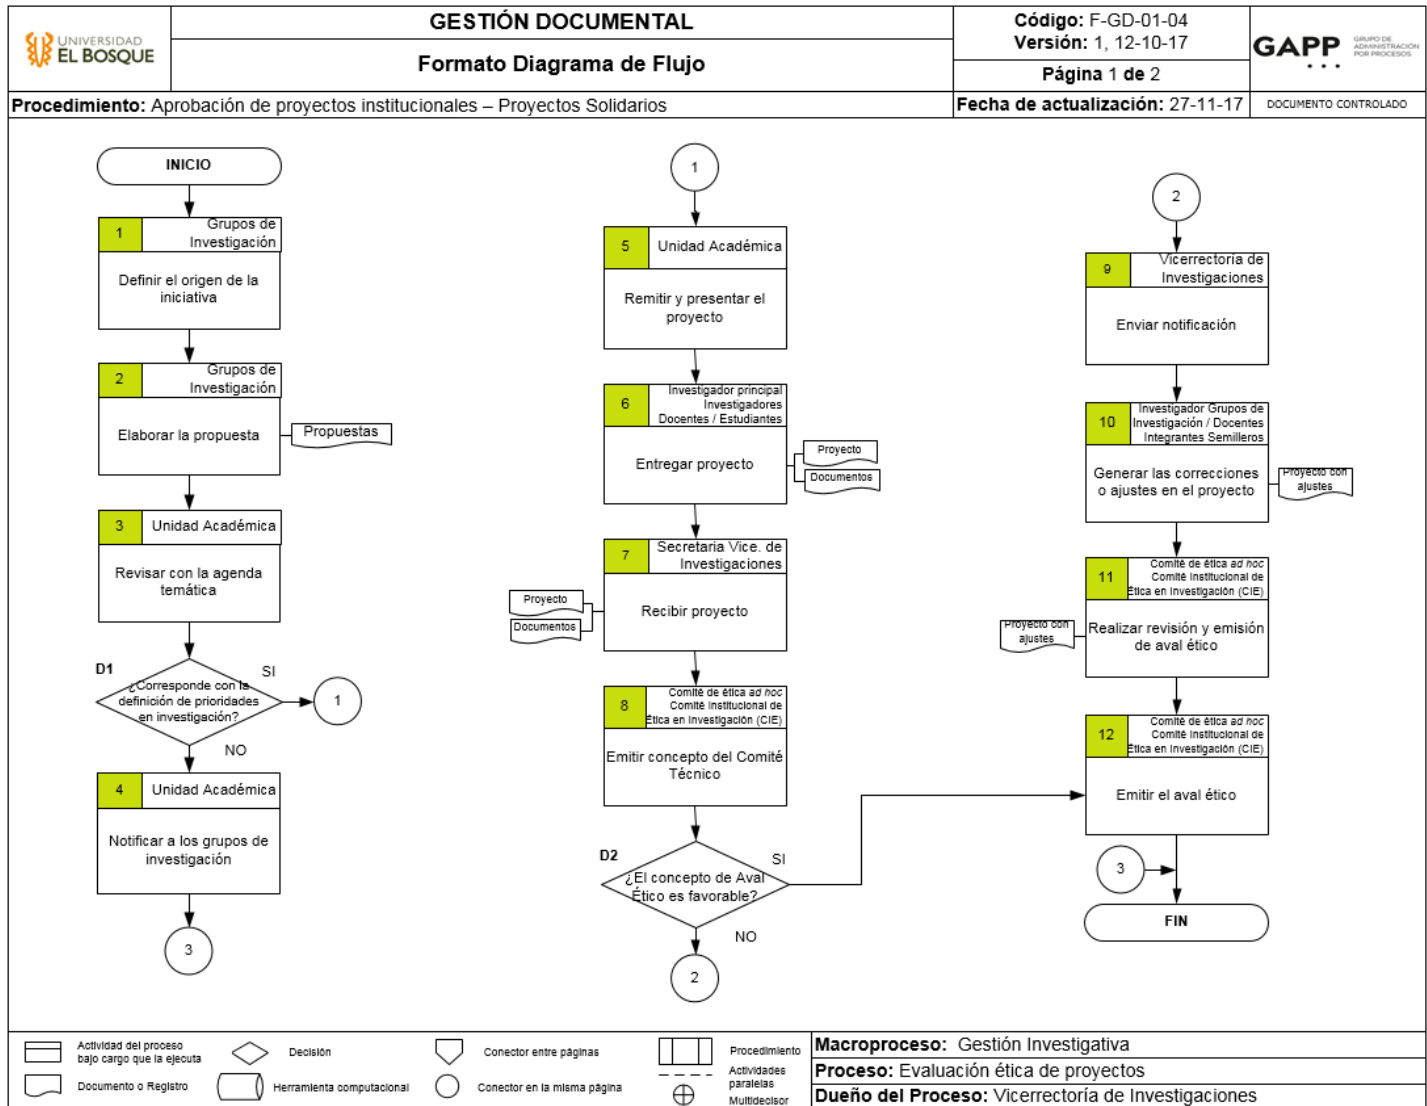 UNIVERSIDAD
EL BOSQUE
GESTIÓN DOCUMENTAL
Formato Diagrama de Flujo
Código: F-GD-01-04
Versión: 1, 12-10-17
Página 1 de 2
GAPP
GRUPO DE
ADMINISTRACIÓN
POR PROCESOS
Procedimiento: Aprobación de proyectos institucionales – Proyectos Solidarios
Fecha de actualización: 27-11-17
DOCUMENTO CONTROLADO
INICIO
1
Grupos de
Investigación
Definir el origen de la
iniciativa
2
Grupos de
Investigación
Elaborar la propuesta
Propuestas
3
Unidad Académica
Revisar con la agenda
temática
D1
SI
¿Corresponde con la
definición de prioridades
en investigación?
1
NO
4
Unidad Académica
Notificar a los grupos de
investigación
3
1
5
Unidad Académica
Remitir y presentar el
proyecto
6
Investigador principal
Investigadores
Docentes / Estudiantes
Entregar proyecto
Proyecto
Documentos
7
Secretaria Vice. de
Investigaciones
Recibir proyecto
Proyecto
Documentos
8
Comité de ética ad hoc
Comité Institucional de
Ética en Investigación (CIE)
Emitir concepto del Comité
Técnico
D2
SI
¿El concepto de Aval
Ético es favorable?
NO
2
2
9
Vicerrectoría de
Investigaciones
Enviar notificación
10
Investigador Grupos de
Investigación / Docentes
Integrantes Semilleros
Generar las correcciones
o ajustes en el proyecto
Proyecto con
ajustes
11
Comité de ética ad hoc
Comité Institucional de
Ética en Investigación (CIE)
Realizar revisión y emisión
de aval ético
Proyecto con
ajustes
12
Comité de ética ad hoc
Comité Institucional de
Ética en Investigación (CIE)
Emitir el aval ético
3
FIN
Actividad del proceso
bajo cargo que la ejecuta
Documento o Registro
Decisión
Herramienta computacional
Conector entre páginas
Conector en la misma página
Procedimiento
Actividades
paralelas
Multidecisor
Macroproceso: Gestión Investigativa
Proceso: Evaluación ética de proyectos
Dueño del Proceso: Vicerrectoría de Investigaciones